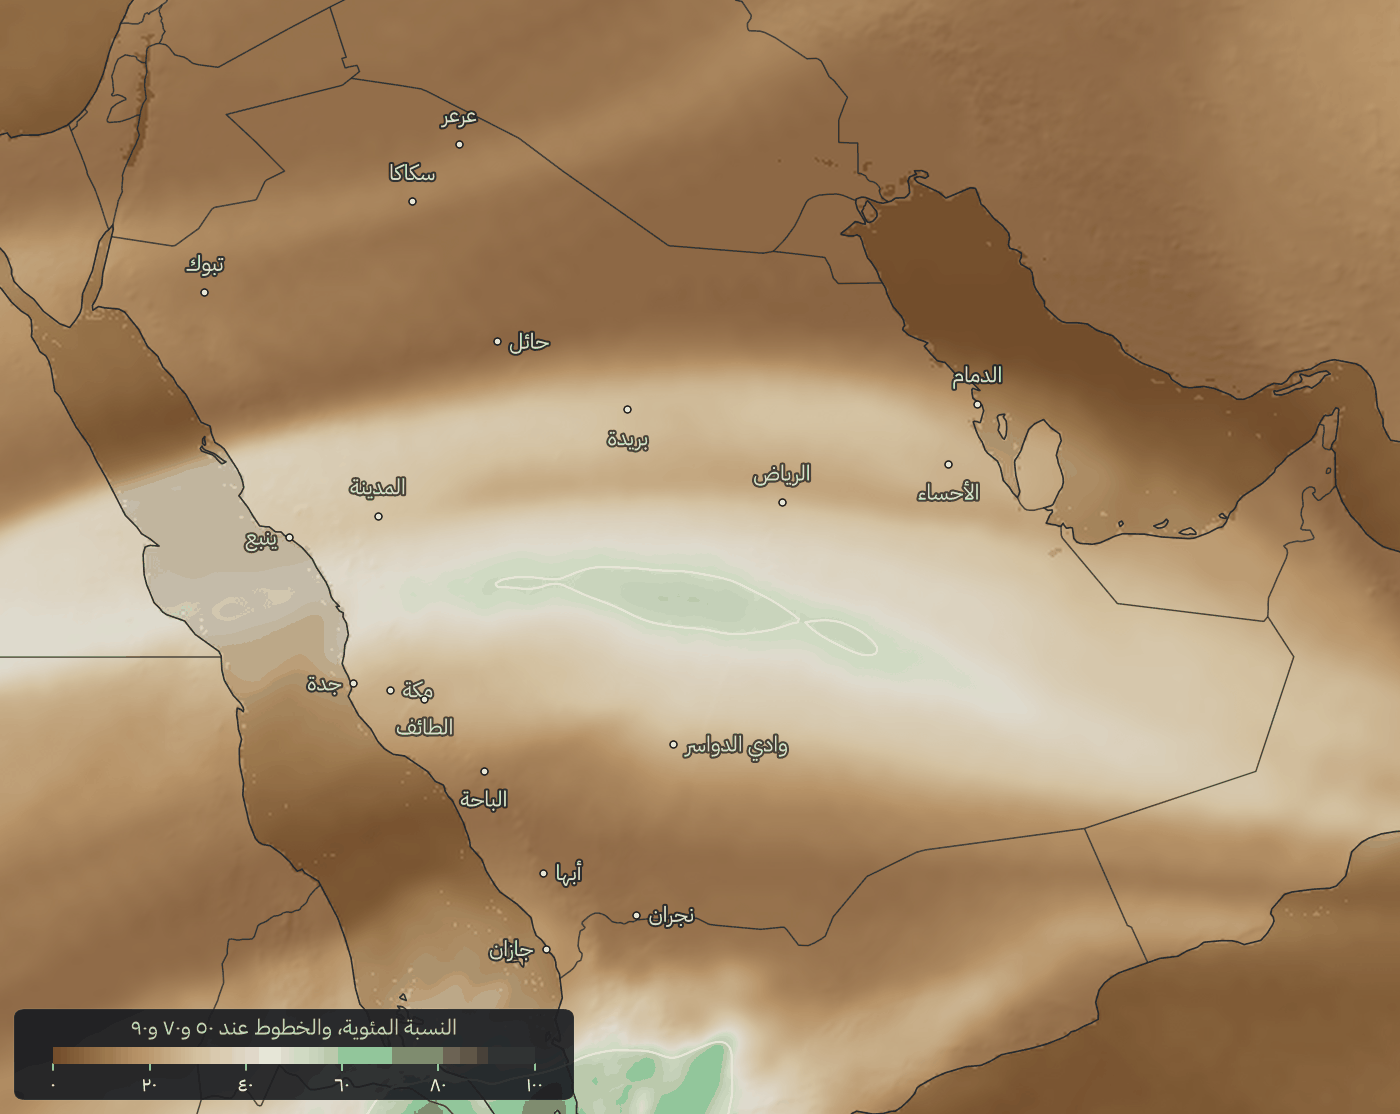 عرعر
سكاكا
تبوك
حائل
الدمام
بريدة
الرياض
الأحساء
المدينة
ينبع
جدة
مكة
الطائف
وادي الدواسر
الباحة
أبها
نجران
جازان
النسبة المئوية، والخطوط عند ٥٠ و٧٠ و٩٠
٠ ٢٠ ٤٠ ٦٠ ٨٠ ١٠٠